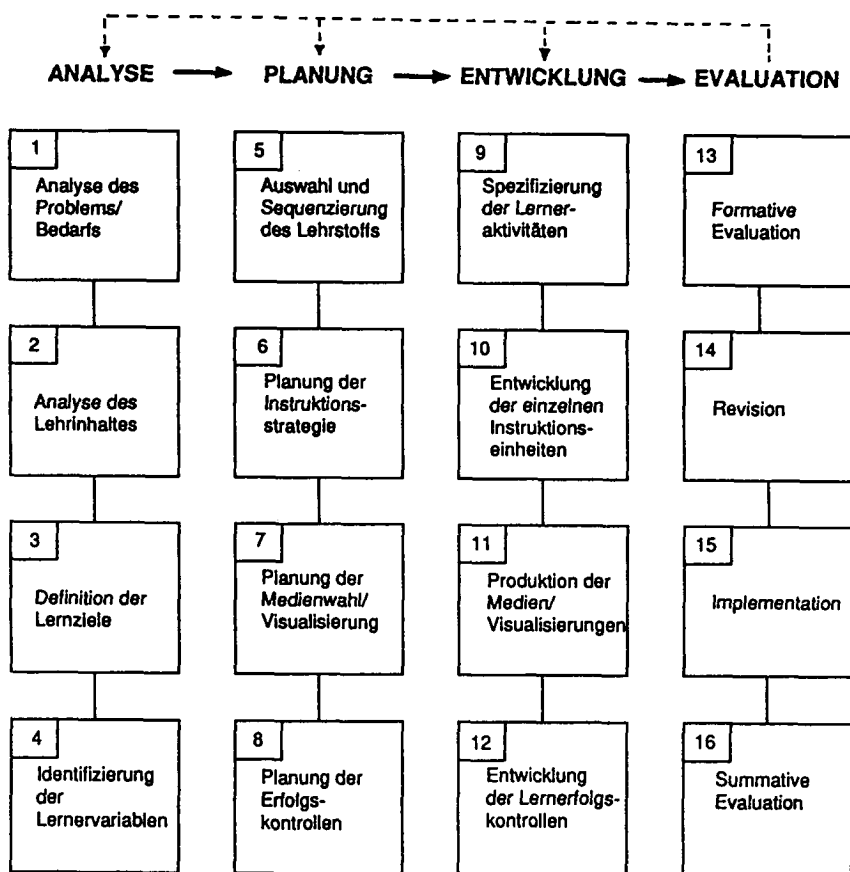 ANALYSE PLANUNG ENTWICKLUNG EVALUATION
1
Analyse des
Problems/
Bedarfs
2
Analyse des
Lehrinhaltes
3
Definition der
Lernziele
4
Identifizierung
der
Lernervariablen
5
Auswahl und
Sequenzierung
des Lehrstoffs
6
Planung der
Instruktions-
strategie
7
Planung der
Medienwahl/
Visualisierung
8
Planung der
Erfolgs-
kontrollen
9
Spezifizierung
der Lerner-
aktivitäten
10
Entwicklung
der einzelnen
Instruktions-
einheiten
11
Produktion der
Medien/
Visualisierungen
12
Entwicklung
der Lernerfolgs-
kontrollen
13
Formative
Evaluation
14
Revision
15
Implementation
16
Summative
Evaluation